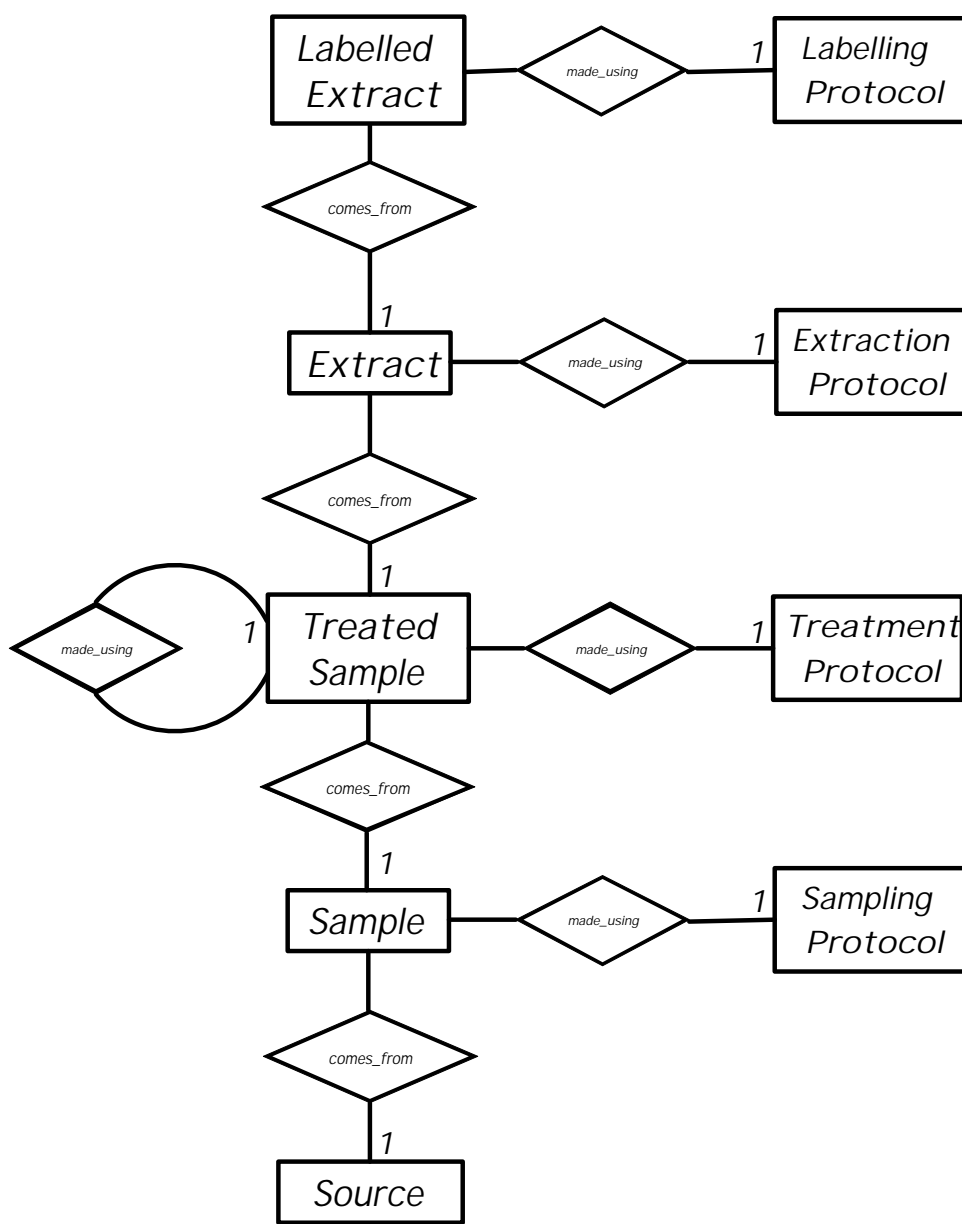 Labelled
Extract
made_using
1
Labelling
Protocol
comes_from
1
Extract
made_using
1
Extraction
Protocol
comes_from
1
made_using
1
Treated
Sample
made_using
1
Treatment
Protocol
comes_from
1
Sample
made_using
1
Sampling
Protocol
comes_from
1
Source